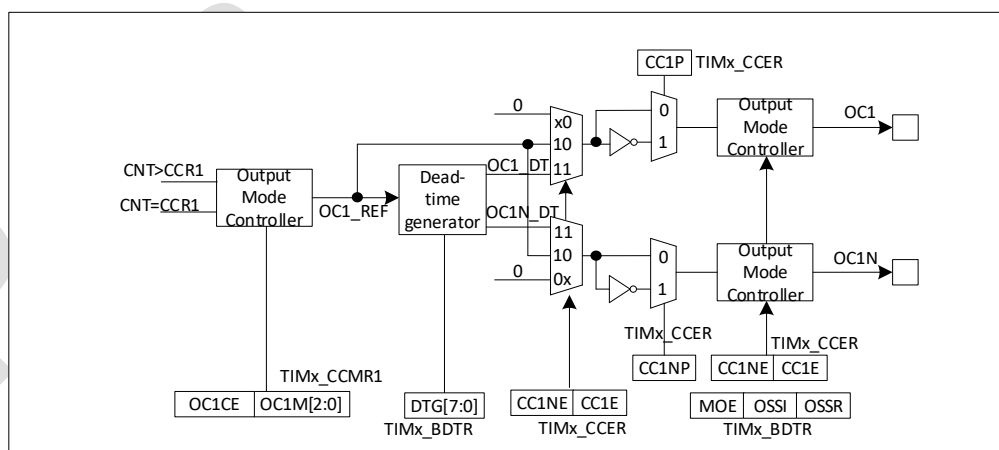 CC1P TIMx_CCER
0
x0
10
11
0
1
Output
Mode
Controller
OC1
CNT>CCR1
CNT=CCR1
Output
Mode
Controller
OC1_REF
Dead-
time
generator
OC1_DT
OC1N_DT
11
10
0x
0
0
1
Output
Mode
Controller
OC1N
TIMx_CCER
CC1NP
TIMx_CCER
CC1NE CC1E
TIMx_CCMR1
OC1CE OC1M[2:0]
DTG[7:0]
TIMx_BDTR
CC1NE CC1E
TIMx_CCER
MOE OSSI OSSR
TIMx_BDTR